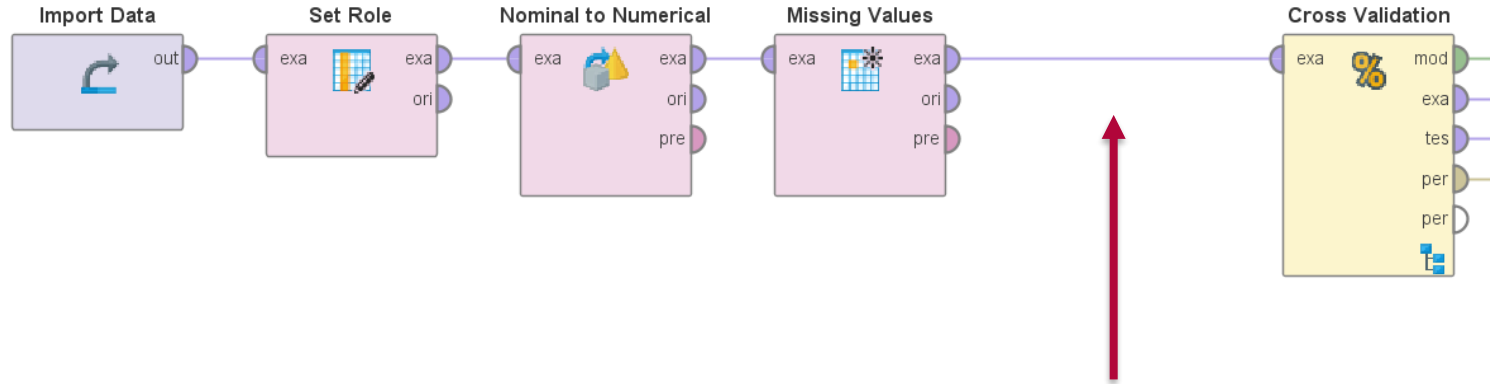 Import Data
out
Set Role
exa exa
ori
Nominal to Numerical
exa exa
ori
pre
Missing Values
exa exa
ori
pre
Cross Validation
exa % mod
exa
tes
per
per